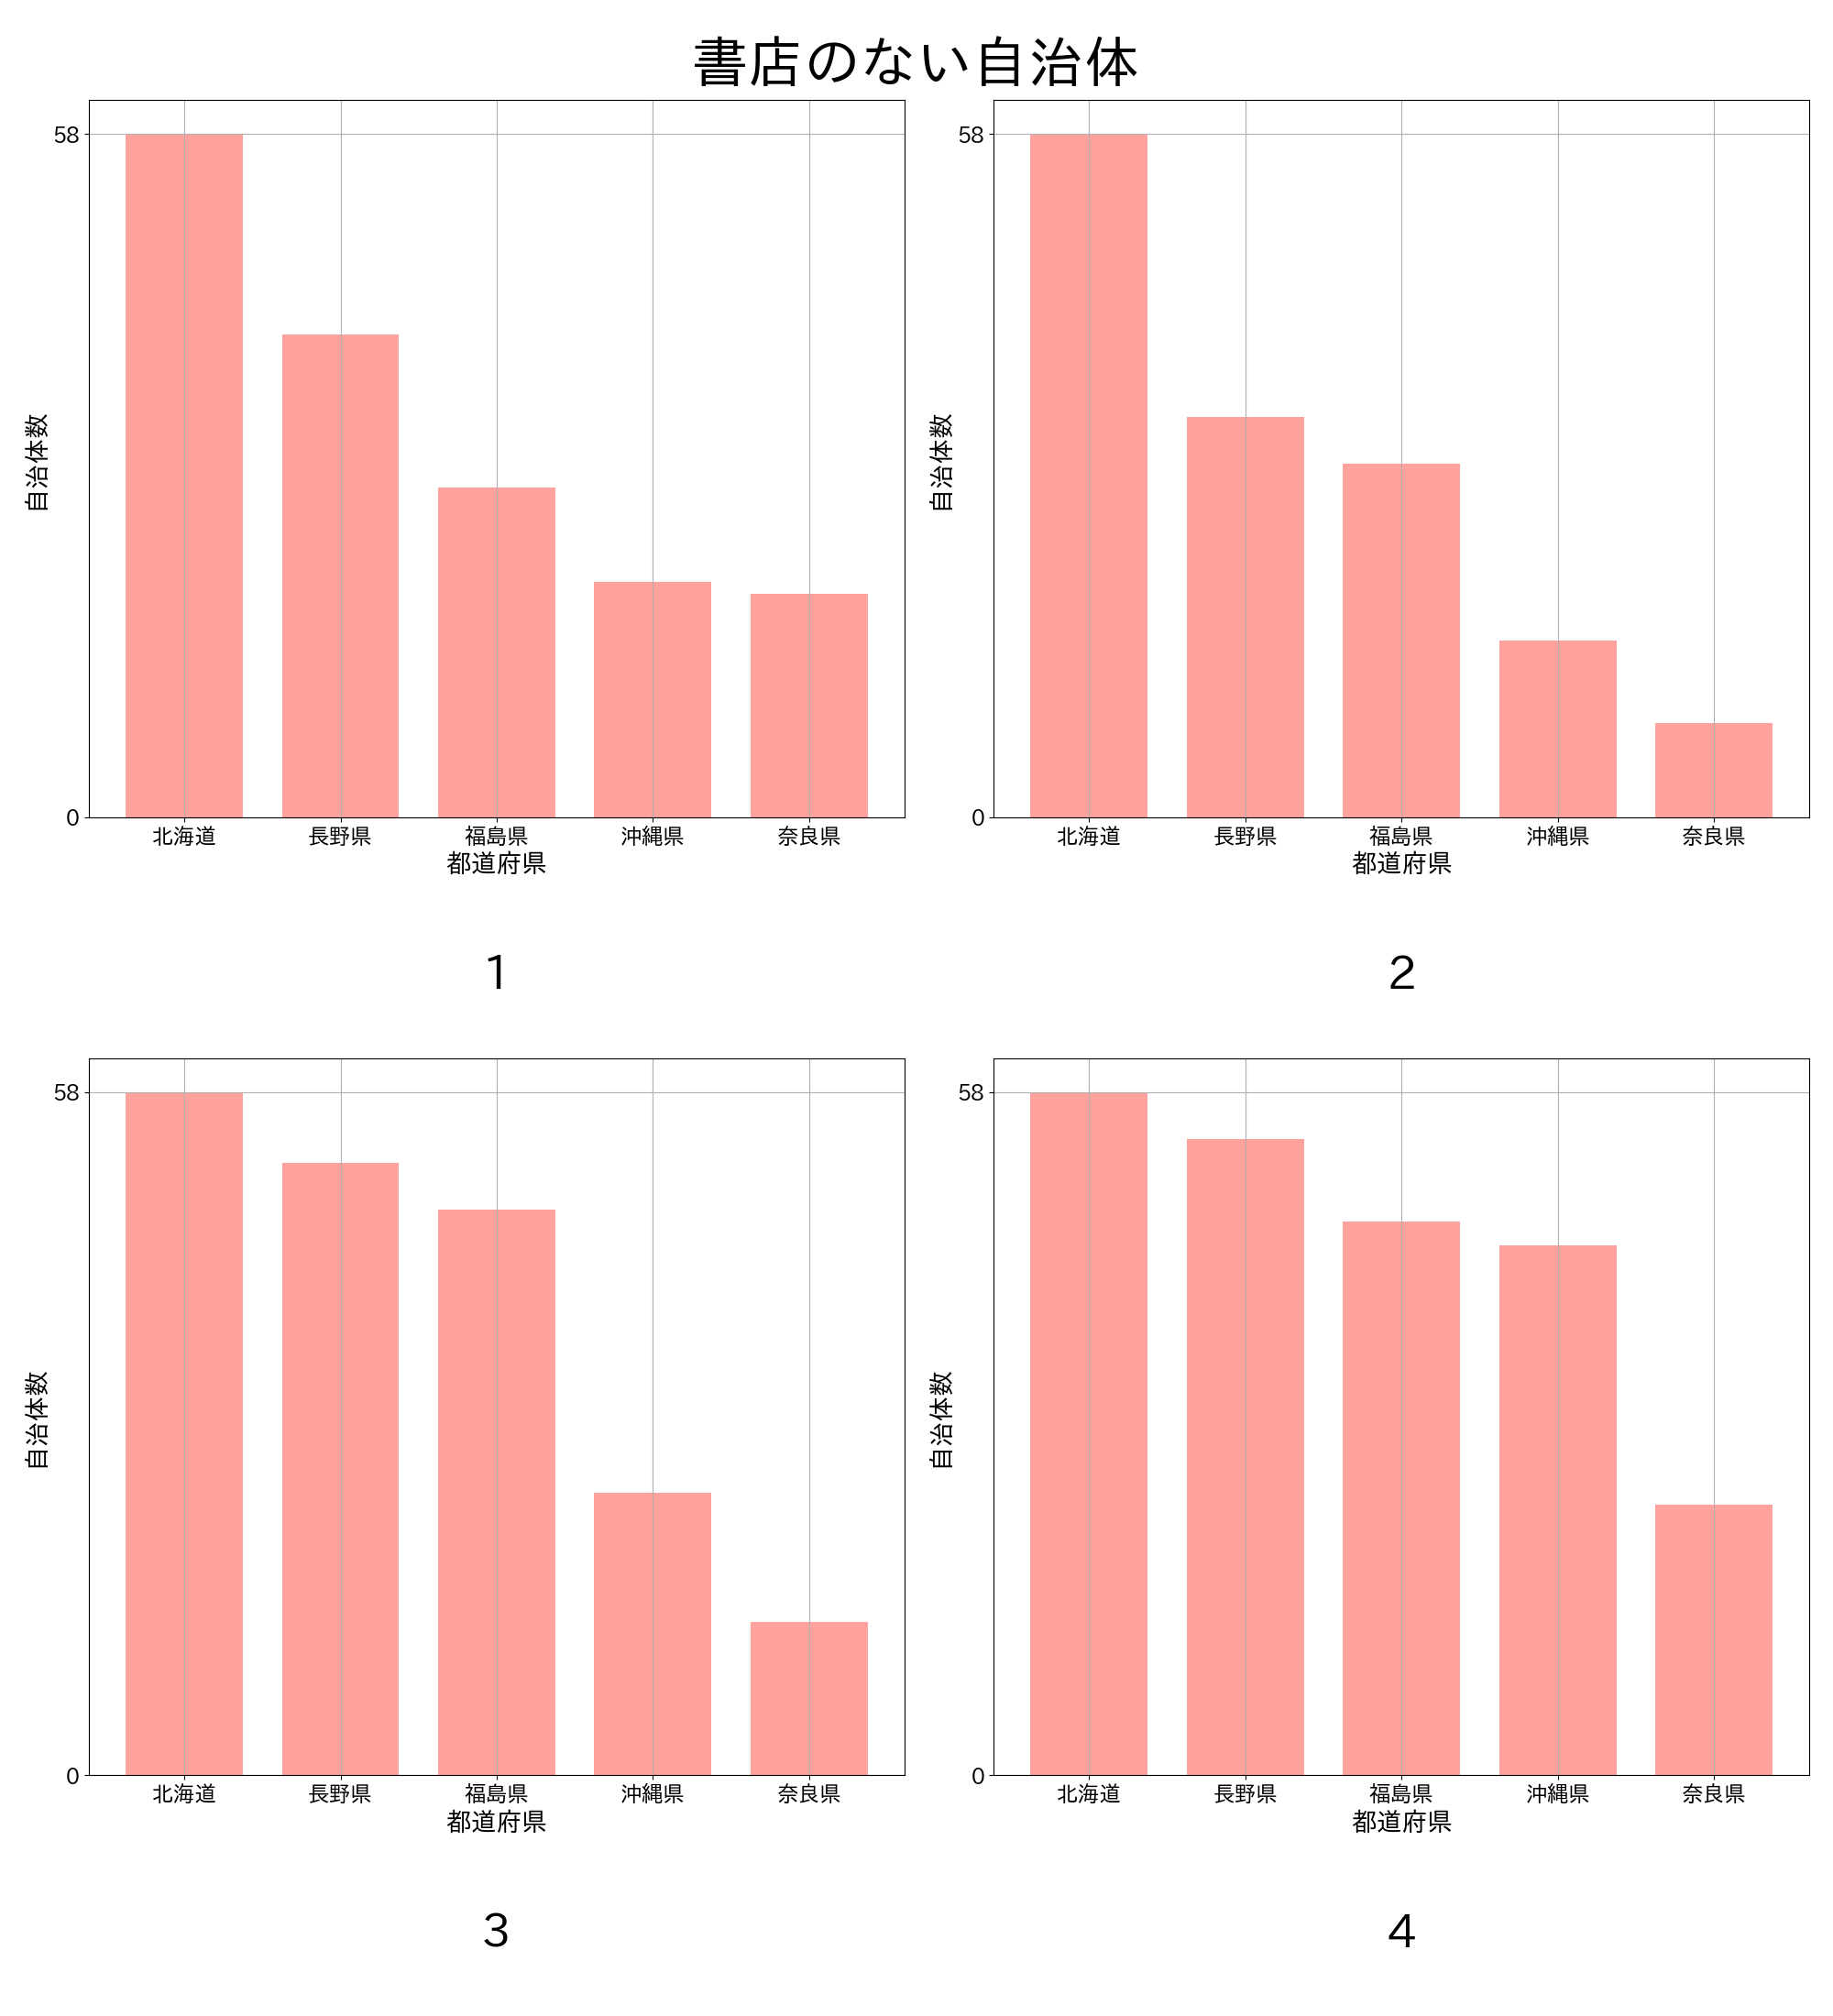 書店のない自治体
58
0
自治体数
北海道 長野県 福島県 沖縄県 奈良県
都道府県
1
58
0
自治体数
北海道 長野県 福島県 沖縄県 奈良県
都道府県
2
58
0
自治体数
北海道 長野県 福島県 沖縄県 奈良県
都道府県
3
58
0
自治体数
北海道 長野県 福島県 沖縄県 奈良県
都道府県
4